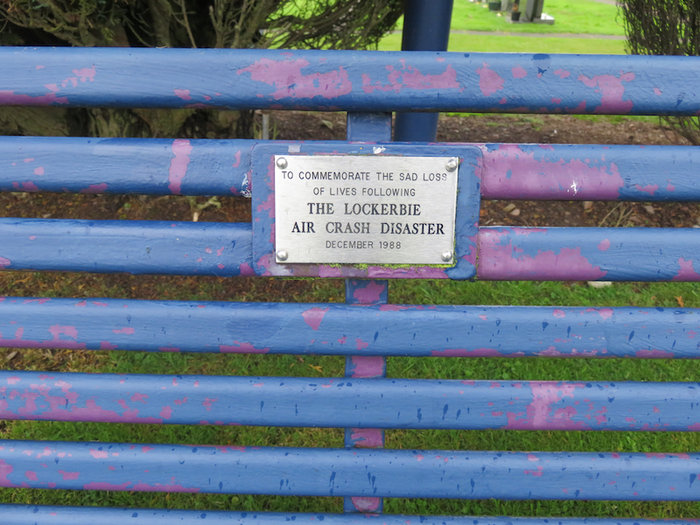 TO COMMEMORATE THE SAD LOSS
OF LIVES FOLLOWING
THE LOCKERBIE
AIR CRASH DISASTER
DECEMBER 1988